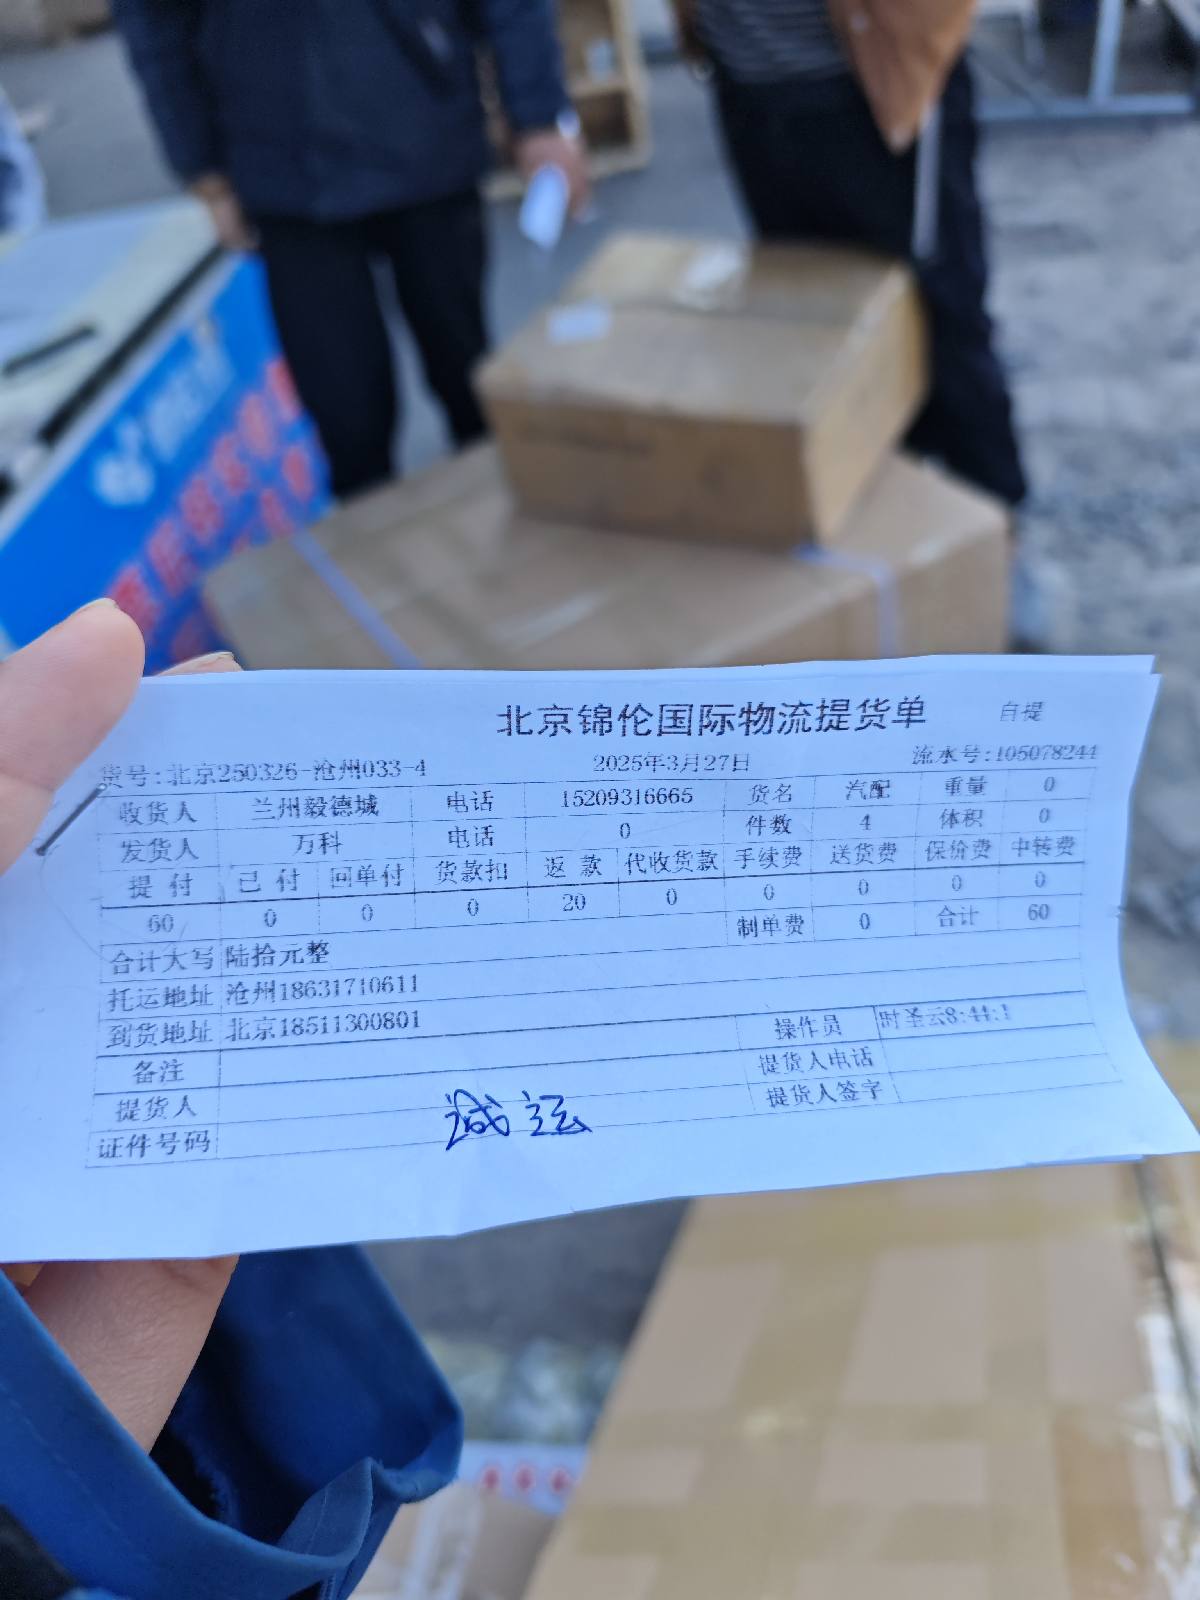 北京锦伦国际物流提货单 自提
货号:北京250326-沧州033-4 2025年3月27日 流水号:105078244
收货人 兰州毅德城 电话 15209316665 货名 汽配 重量 0
发货人 万科 电话 0 件数 4 体积 0
提 付 已 付 回单付 货款扣 返 款 代收货款 手续费 送货费 保价费 中转费
60 0 0 0 20 0 0 0 0 0
合计大写 陆拾元整 制单费 0 合计 60
托运地址 沧州18631710611
到货地址 北京18511300801 操作员 时圣云8:44:1
备注 提货人电话
提货人 提货人签字
证件号码
诚运